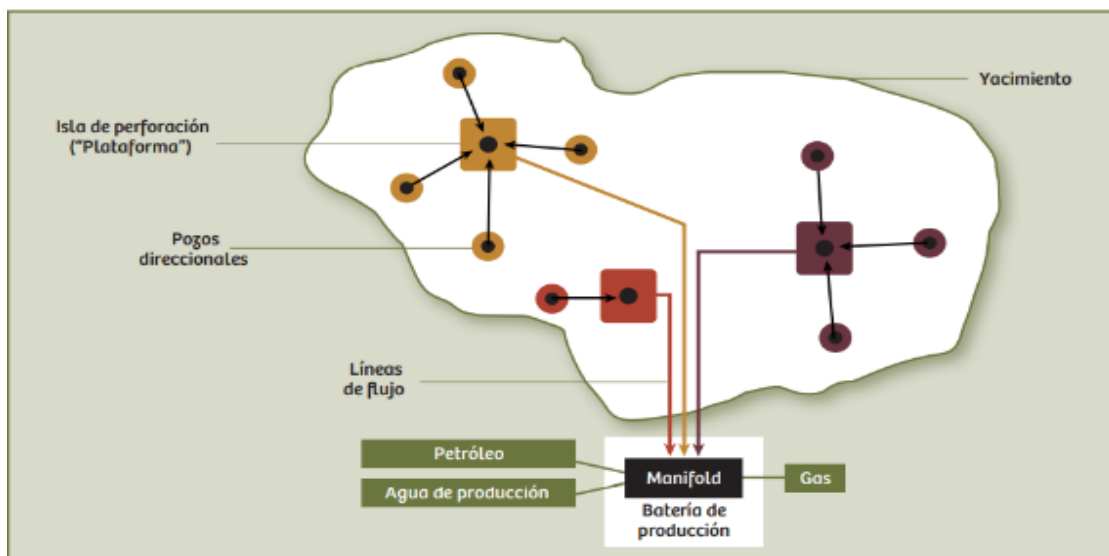 Yacimiento
Isla de perforación
("Plataforma")
Pozos
direccionales
Líneas
de flujo
Petróleo
Agua de producción
Manifold
Gas
Batería de
producción